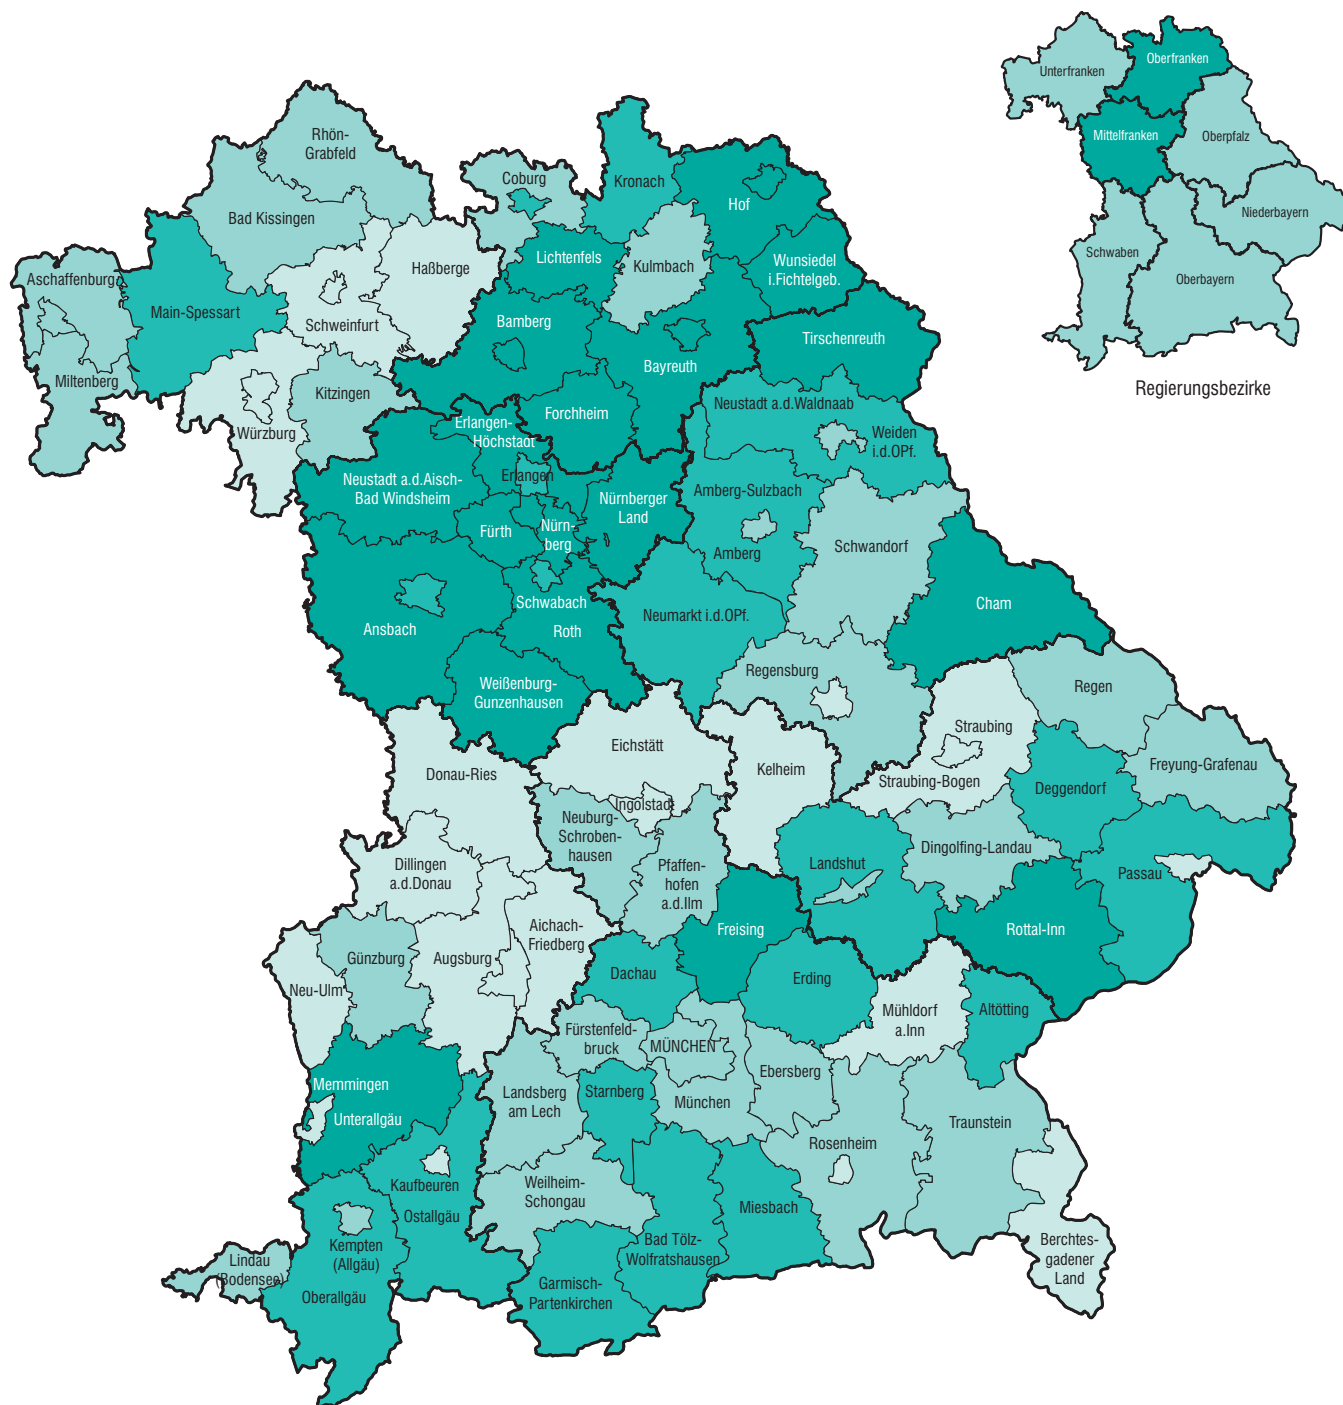 Unterfranken
Oberfranken
Mittelfranken
Oberpfalz
Niederbayern
Schwaben
Oberbayern
Regierungsbezirke
Rhön-
Grabfeld
Bad Kissingen
Coburg
Kronach
Hof
Lichtenfels
Kulmbach
Wunsiedel
i.Fichtelgeb.
Haßberge
Aschaffenburg
Main-Spessart
Schweinfurt
Bamberg
Bayreuth
Tirschenreuth
Miltenberg
Kitzingen
Würzburg
Forchheim
Neustadt a.d.Waldnaab
Weiden
i.d.OPf.
Erlangen-
Höchstadt
Neustadt a.d.Aisch-
Bad Windsheim
Erlangen
Nürnberger
Land
Amberg-Sulzbach
Fürth
Nürn-
berg
Amberg
Schwandorf
Schwabach
Roth
Ansbach
Neumarkt i.d.OPf.
Cham
Weißenburg-
Gunzenhausen
Regensburg
Regen
Straubing
Eichstätt
Kelheim
Donau-Ries
Straubing-Bogen
Deggendorf
Freyung-Grafenau
Ingolstadt
Neuburg-
Schroben-
hausen
Dillingen
a.d.Donau
Pfaffen-
hofen
a.d.Ilm
Landshut
Dingolfing-Landau
Passau
Aichach-
Friedberg
Freising
Rottal-Inn
Günzburg
Augsburg
Neu-Ulm
Dachau
Erding
Mühldorf
a.Inn
Altötting
Fürstenfeld-
bruck
MÜNCHEN
Ebersberg
Memmingen
Unterallgäu
Landsberg
am Lech
Starnberg
München
Traunstein
Rosenheim
Kaufbeuren
Ostallgäu
Weilheim-
Schongau
Miesbach
Bad Tölz-
Wolfratshausen
Berchtes-
gadener
Land
Kempten
(Allgäu)
Lindau
(Bodensee)
Oberallgäu
Garmisch-
Partenkirchen